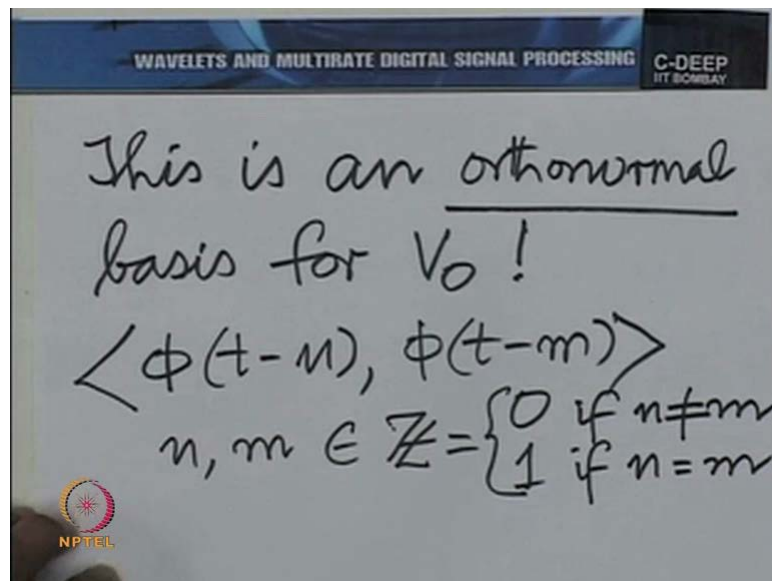 WAVELETS AND MULTIRATE DIGITAL SIGNAL PROCESSING
C-DEEP
IIT BOMBAY
This is an orthonormal
basis for V₀ !
⟨ϕ(t-n), ϕ(t-m)⟩
n, m ∈ ℤ = {0 if n≠m
1 if n=m
NPTEL